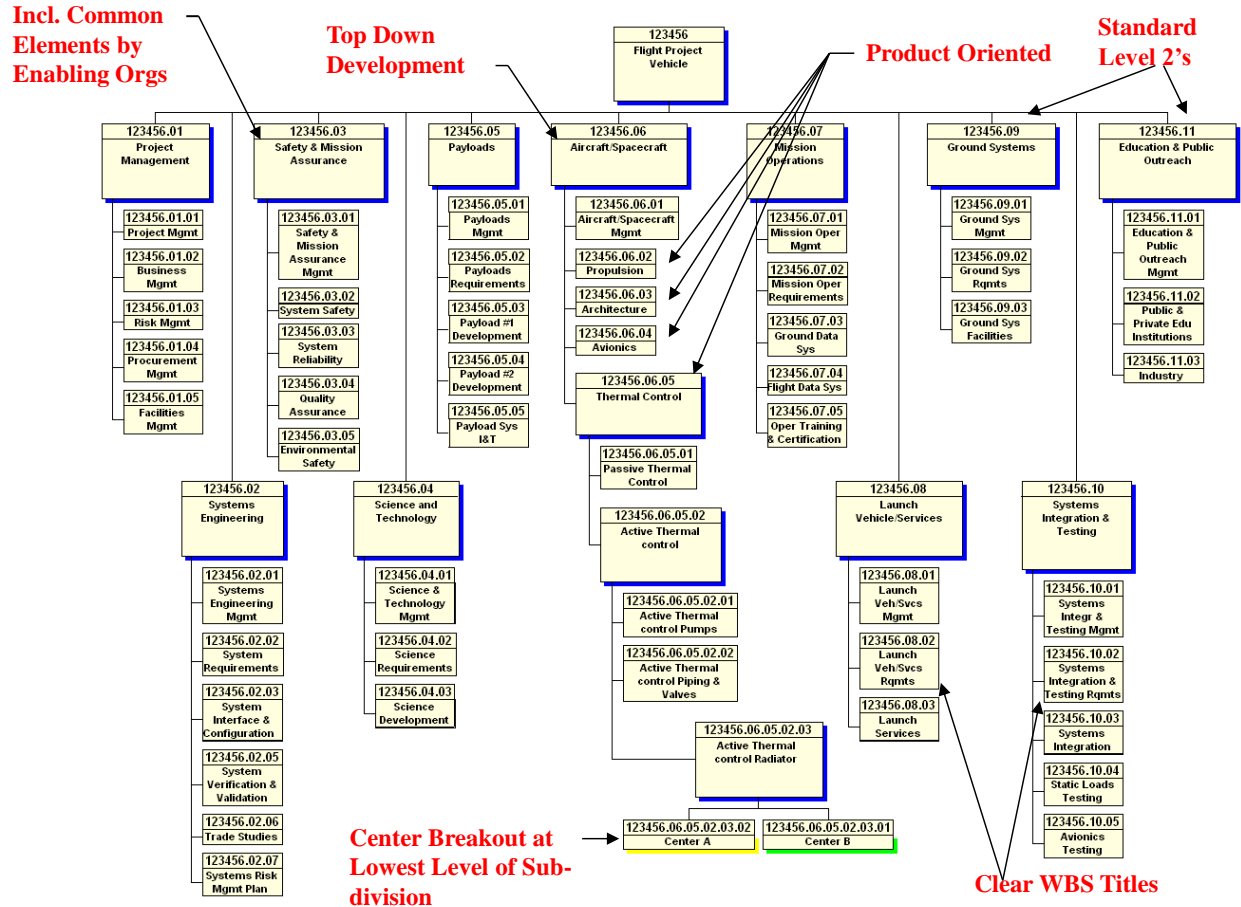 Incl. Common
Elements by
Enabling Orgs
Top Down
Development
Product Oriented
Standard
Level 2's
123456
Flight Project
Vehicle
123456.01
Project
Management
123456.01.01
Project Mgmt
123456.01.02
Business
Mgmt
123456.01.03
Risk Mgmt
123456.01.04
Procurement
Mgmt
123456.01.05
Facilities
Mgmt
123456.03
Safety & Mission
Assurance
123456.03.01
Safety &
Mission
Assurance
Mgmt
123456.03.02
System Safety
123456.03.03
System
Reliability
123456.03.04
Quality
Assurance
123456.03.05
Environmental
Safety
123456.05
Payloads
123456.05.01
Payloads
Mgmt
123456.05.02
Payloads
Requirements
123456.05.03
Payload #1
Development
123456.05.04
Payload #2
Development
123456.05.05
Payload Sys
I&T
123456.06
Aircraft/Spacecraft
123456.06.01
Aircraft/Spacecraft
Mgmt
123456.06.02
Propulsion
123456.06.03
Architecture
123456.06.04
Avionics
123456.06.05
Thermal Control
123456.06.05.01
Passive Thermal
Control
123456.06.05.02
Active Thermal
control
123456.06.05.02.01
Active Thermal
control Pumps
123456.06.05.02.02
Active Thermal
control Piping &
Valves
123456.06.05.02.03
Active Thermal
control Radiator
123456.06.05.02.03.02
Center A
123456.06.05.02.03.01
Center B
123456.07
Mission
Operations
123456.07.01
Mission Oper
Mgmt
123456.07.02
Mission Oper
Requirements
123456.07.03
Ground Data
Sys
123456.07.04
Flight Data Sys
123456.07.05
Oper Training
& Certification
123456.09
Ground Systems
123456.09.01
Ground Sys
Mgmt
123456.09.02
Ground Sys
Rqmts
123456.09.03
Ground Sys
Facilities
123456.11
Education & Public
Outreach
123456.11.01
Education &
Public
Outreach
Mgmt
123456.11.02
Public &
Private Edu
Institutions
123456.11.03
Industry
123456.02
Systems
Engineering
123456.02.01
Systems
Engineering
Mgmt
123456.02.02
System
Requirements
123456.02.03
System
Interface &
Configuration
123456.02.05
System
Verification &
Validation
123456.02.06
Trade Studies
123456.02.07
Systems Risk
Mgmt Plan
123456.04
Science and
Technology
123456.04.01
Science &
Technology
Mgmt
123456.04.02
Science
Requirements
123456.04.03
Science
Development
123456.08
Launch
Vehicle/Services
123456.08.01
Launch
Veh/Svcs
Mgmt
123456.08.02
Launch
Veh/Svcs
Rqmts
123456.08.03
Launch
Services
123456.10
Systems
Integration &
Testing
123456.10.01
Systems
Integr &
Testing Mgmt
123456.10.02
Systems
Integration &
Testing Rqmts
123456.10.03
Systems
Integration
123456.10.04
Static Loads
Testing
123456.10.05
Avionics
Testing
Center Breakout at
Lowest Level of Sub-
division
Clear WBS Titles